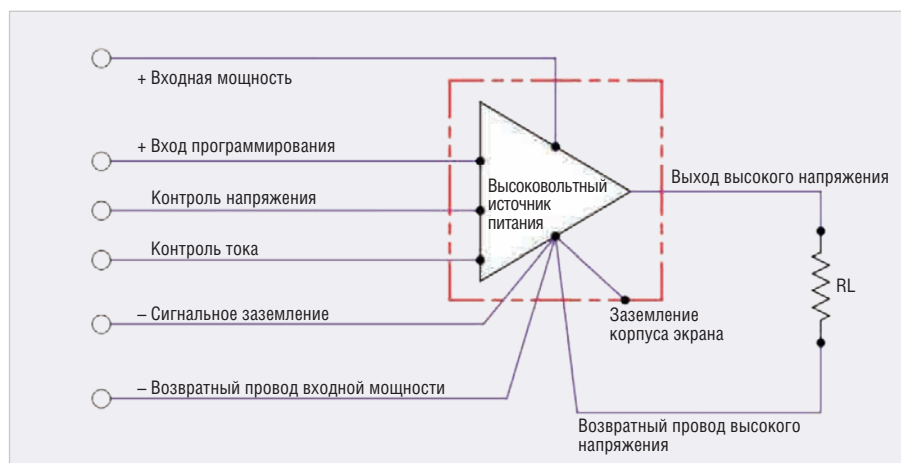 + Входная мощность
+ Вход программирования
Контроль напряжения
Контроль тока
– Сигнальное заземление
– Возвратный провод входной мощности
Высоковольтный
источник
питания
Выход высокого напряжения
RL
Заземление
корпуса экрана
Возвратный провод высокого
напряжения